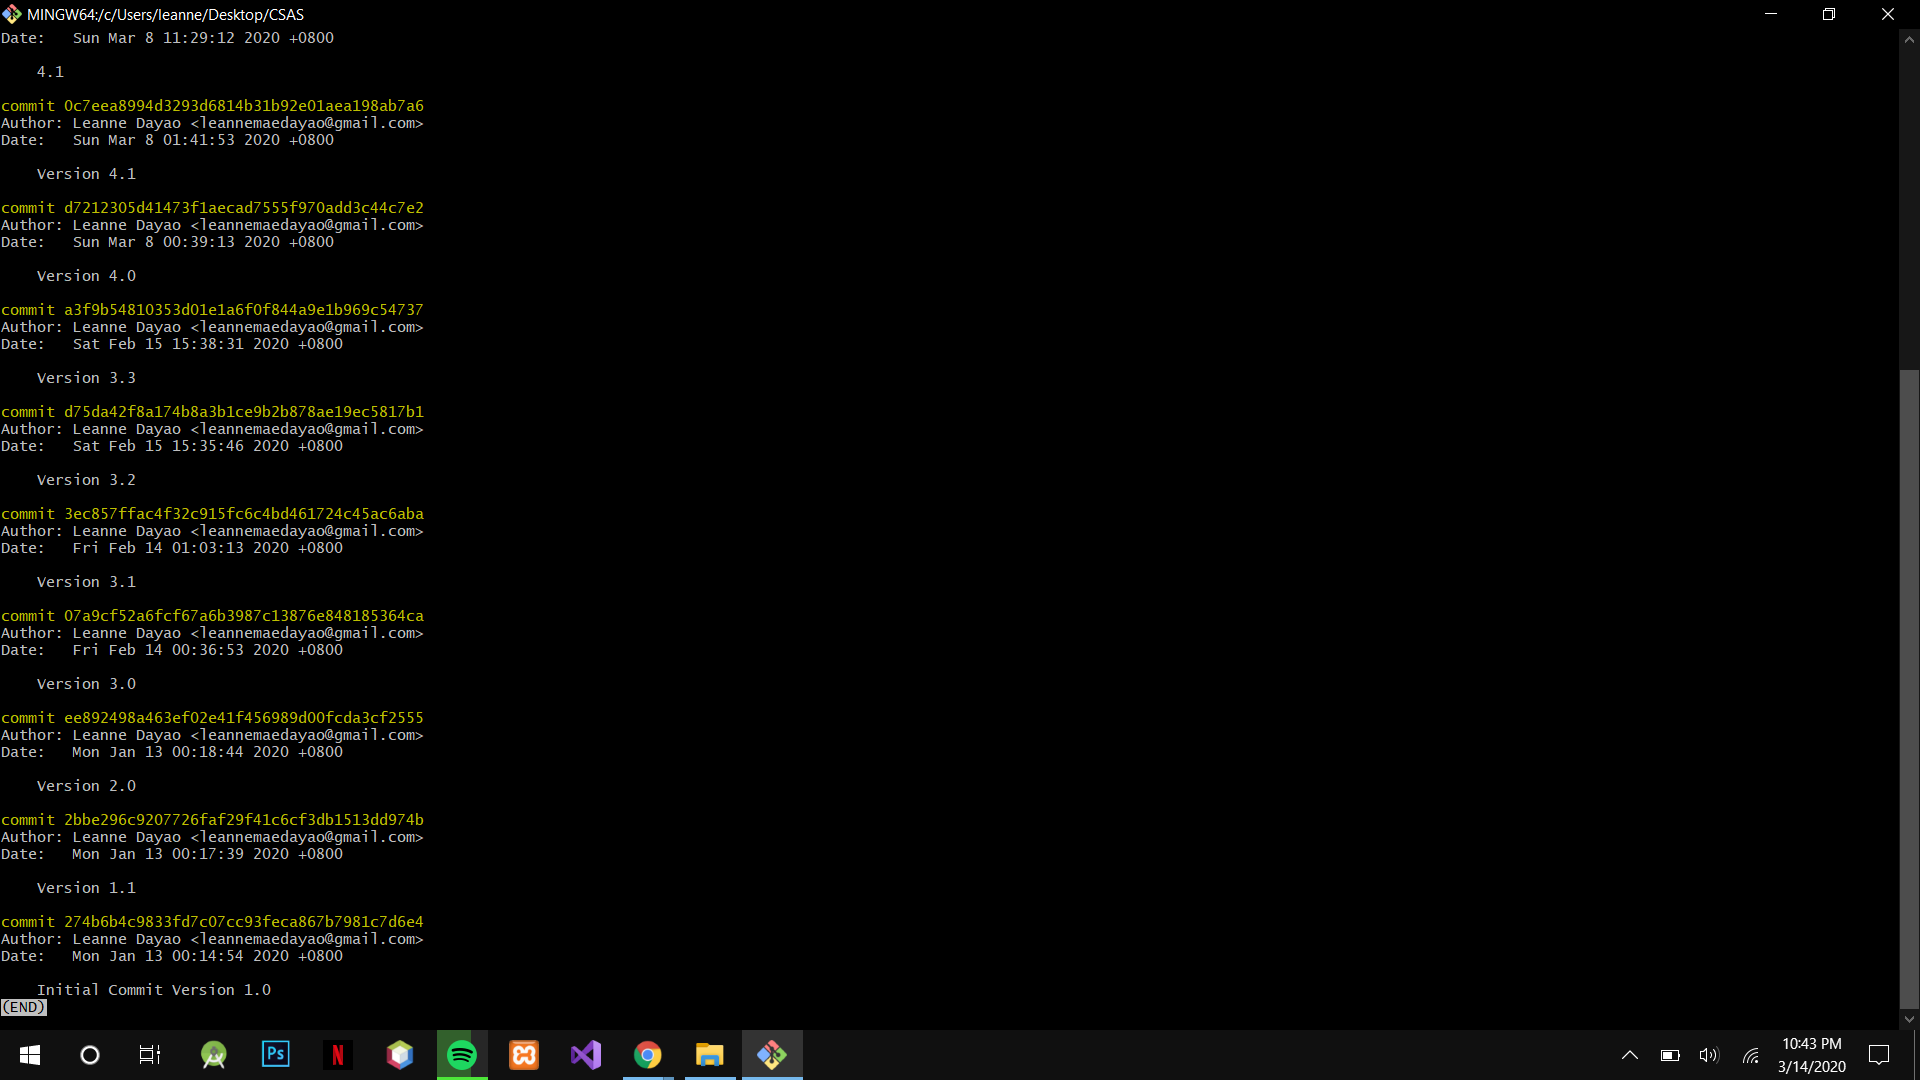 MINGW64:/c/Users/leanne/Desktop/CSAS
Date:   Sun Mar 8 11:29:12 2020 +0800
    4.1
commit 0c7eea8994d3293d6814b31b92e01aea198ab7a6
Author: Leanne Dayao <leannemaedayao@gmail.com>
Date:   Sun Mar 8 01:41:53 2020 +0800
    Version 4.1
commit d7212305d41473f1aecad7555f970add3c44c7e2
Author: Leanne Dayao <leannemaedayao@gmail.com>
Date:   Sun Mar 8 00:39:13 2020 +0800
    Version 4.0
commit a3f9b54810353d01e1a6f0f844a9e1b969c54737
Author: Leanne Dayao <leannemaedayao@gmail.com>
Date:   Sat Feb 15 15:38:31 2020 +0800
    Version 3.3
commit d75da42f8a174b8a3b1ce9b2b878ae19ec5817b1
Author: Leanne Dayao <leannemaedayao@gmail.com>
Date:   Sat Feb 15 15:35:46 2020 +0800
    Version 3.2
commit 3ec857ffac4f32c915fc6c4bd461724c45ac6aba
Author: Leanne Dayao <leannemaedayao@gmail.com>
Date:   Fri Feb 14 01:03:13 2020 +0800
    Version 3.1
commit 07a9cf52a6fcf67a6b3987c13876e848185364ca
Author: Leanne Dayao <leannemaedayao@gmail.com>
Date:   Fri Feb 14 00:36:53 2020 +0800
    Version 3.0
commit ee892498a463ef02e41f456989d00fcda3cf2555
Author: Leanne Dayao <leannemaedayao@gmail.com>
Date:   Mon Jan 13 00:18:44 2020 +0800
    Version 2.0
commit 2bbe296c9207726faf29f41c6cf3db1513dd974b
Author: Leanne Dayao <leannemaedayao@gmail.com>
Date:   Mon Jan 13 00:17:39 2020 +0800
    Version 1.1
commit 274b6b4c9833fd7c07cc93feca867b7981c7d6e4
Author: Leanne Dayao <leannemaedayao@gmail.com>
Date:   Mon Jan 13 00:14:54 2020 +0800
    Initial Commit Version 1.0
(END)
Ps
N
10:43 PM
3/14/2020